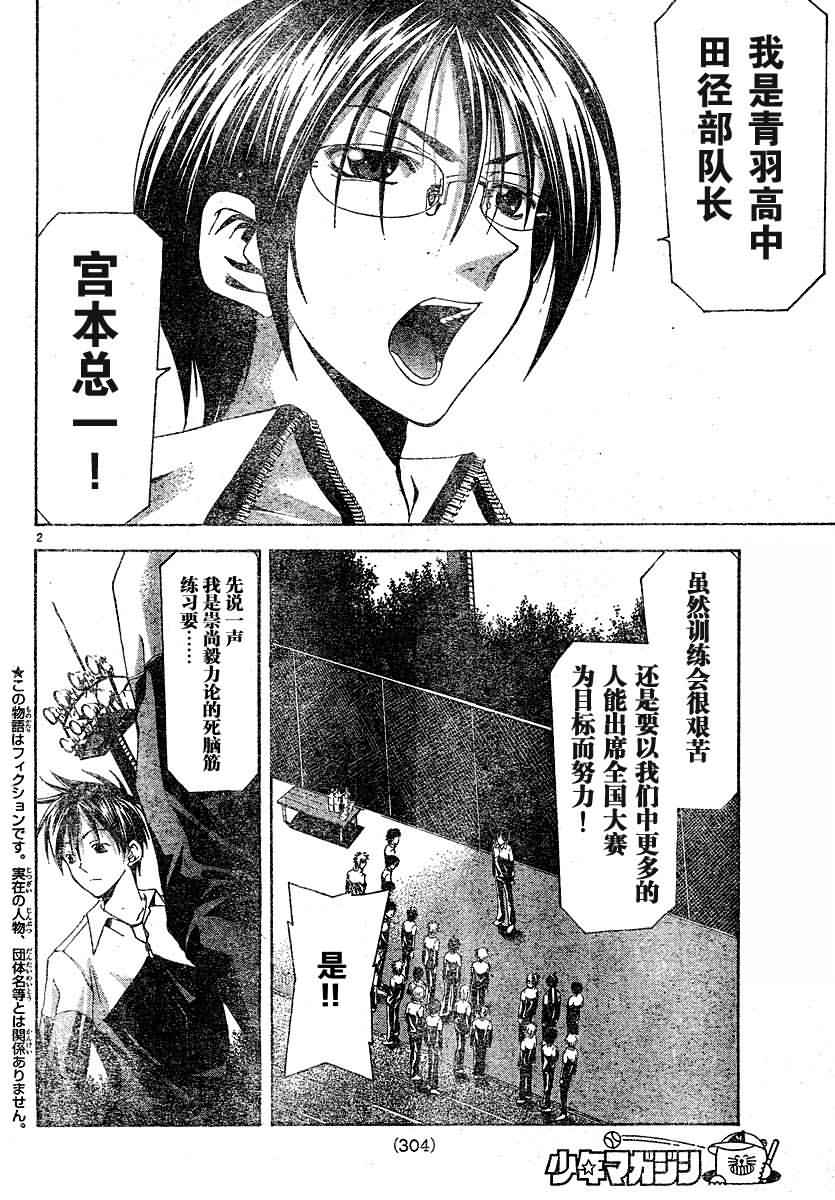 我是青羽高中
田径部队长
宫本总一！
2
虽然训练会很艰苦
还是要以我们中更多的
人能出席全国大赛
为目标而努力！
是!!
先说一声
我是崇尚毅力论的死脑筋
练习要……
★この物語はフィクションです。実在の人物、団体名等とは関係ありません。
(304)
少年マガジン